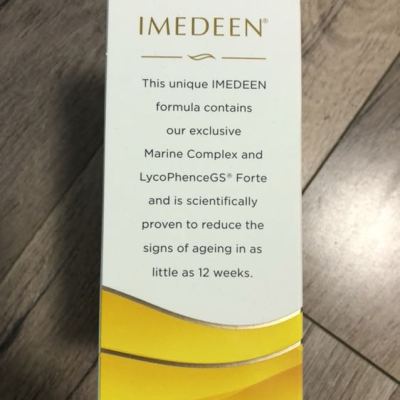 IMEDEEN®
This unique IMEDEEN
formula contains
our exclusive
Marine Complex and
LycoPhenceGS® Forte
and is scientifically
proven to reduce the
signs of ageing in as
little as 12 weeks.